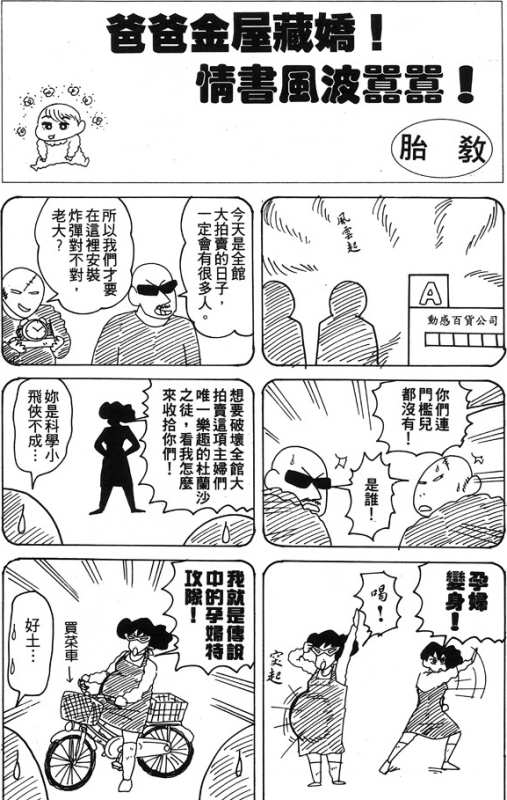 爸爸金屋藏嬌！
情書風波囂囂！
胎 教
風雲起
A
動感百貨公司
今天是全館
大拍賣的日子，
一定會有很多人。
所以我們才要
在這裡安裝
炸彈對不對，
老大？
你們連
門檻兒
都沒有！
是誰！
想要破壞全館大
拍賣這項主婦們
唯一樂趣的杜蘭沙
之徒，看我怎麼
來收拾你們！
妳是科學小
飛俠不成…
孕婦
變身！
喝！
突起
我就是傳說
中的孕婦特
攻隊！
買菜車→
好土…